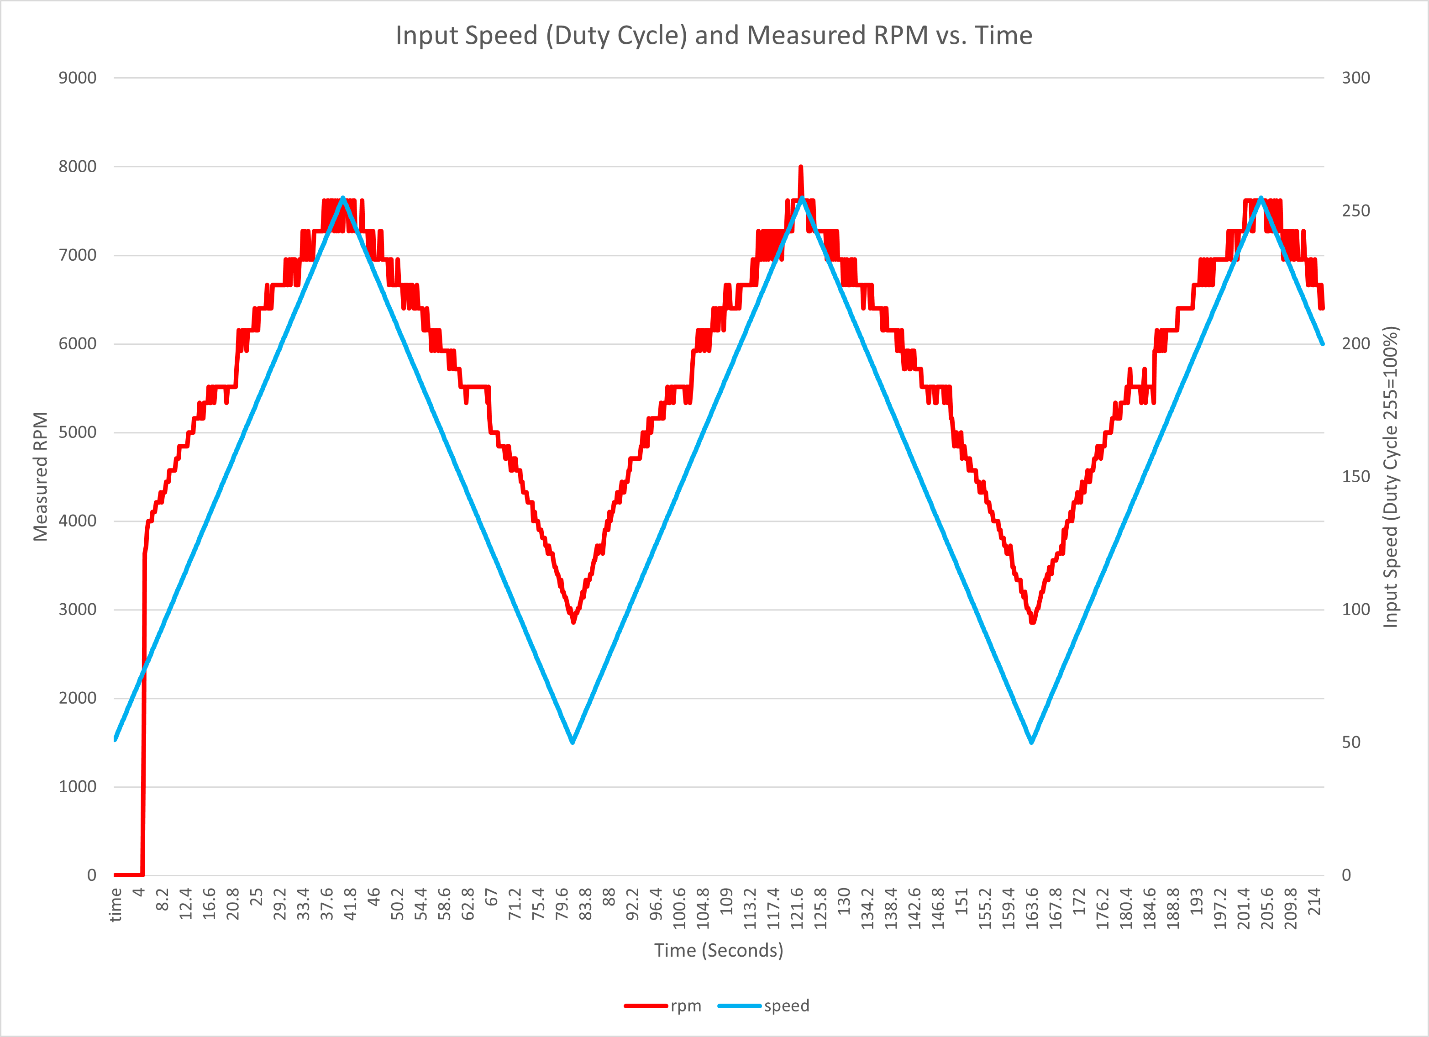 Input Speed (Duty Cycle) and Measured RPM vs. Time
9000
8000
7000
6000
5000
4000
3000
2000
1000
0
Measured RPM
300
250
200
150
100
50
0
Input Speed (Duty Cycle 255=100%)
time 4 8.2 12.4 16.6 20.8 25 29.2 33.4 37.6 41.8 46 50.2 54.4 58.6 62.8 67 71.2 75.4 79.6 83.8 88 92.2 96.4 100.6 104.8 109 113.2 117.4 121.6 125.8 130 134.2 138.4 142.6 146.8 151 155.2 159.4 163.6 167.8 172 176.2 180.4 184.6 188.8 193 197.2 201.4 205.6 209.8 214
Time (Seconds)
rpm speed